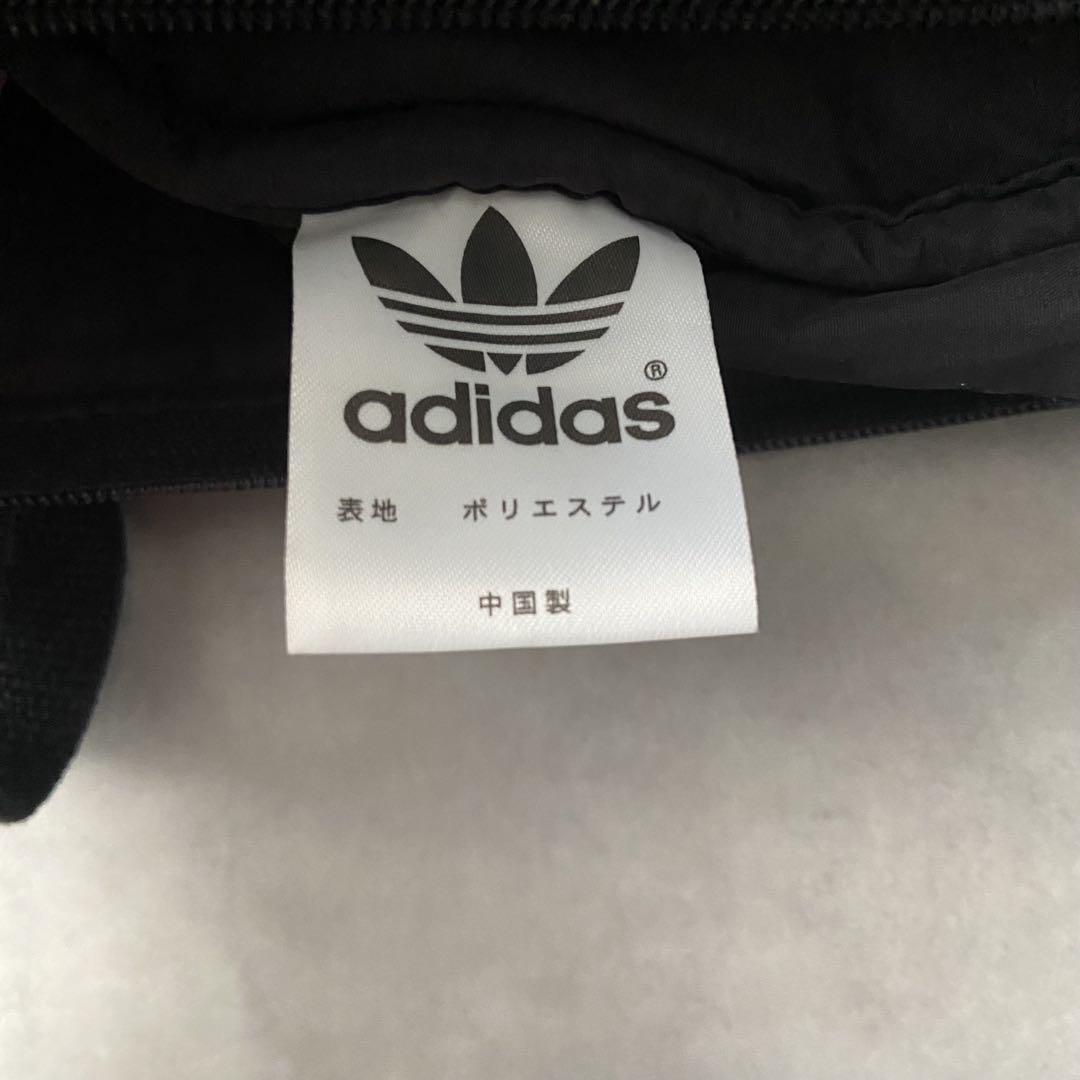 adidas®
表地 ポリエステル
中国製